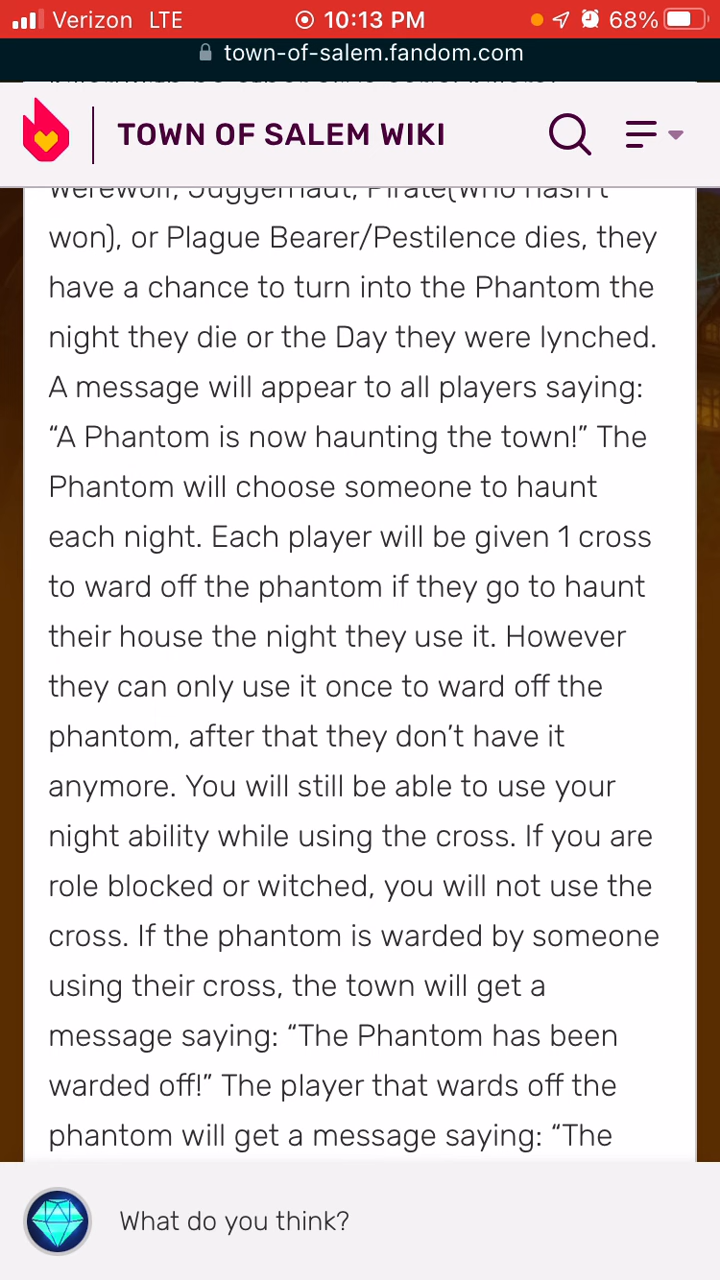 Verizon LTE 10:13 PM 68%
town-of-salem.fandom.com
TOWN OF SALEM WIKI
Werewolf, Juggernaut, Pirate(who hasn't
won), or Plague Bearer/Pestilence dies, they
have a chance to turn into the Phantom the
night they die or the Day they were lynched.
A message will appear to all players saying:
“A Phantom is now haunting the town!” The
Phantom will choose someone to haunt
each night. Each player will be given 1 cross
to ward off the phantom if they go to haunt
their house the night they use it. However
they can only use it once to ward off the
phantom, after that they don’t have it
anymore. You will still be able to use your
night ability while using the cross. If you are
role blocked or witched, you will not use the
cross. If the phantom is warded by someone
using their cross, the town will get a
message saying: “The Phantom has been
warded off!” The player that wards off the
phantom will get a message saying: “The
What do you think?